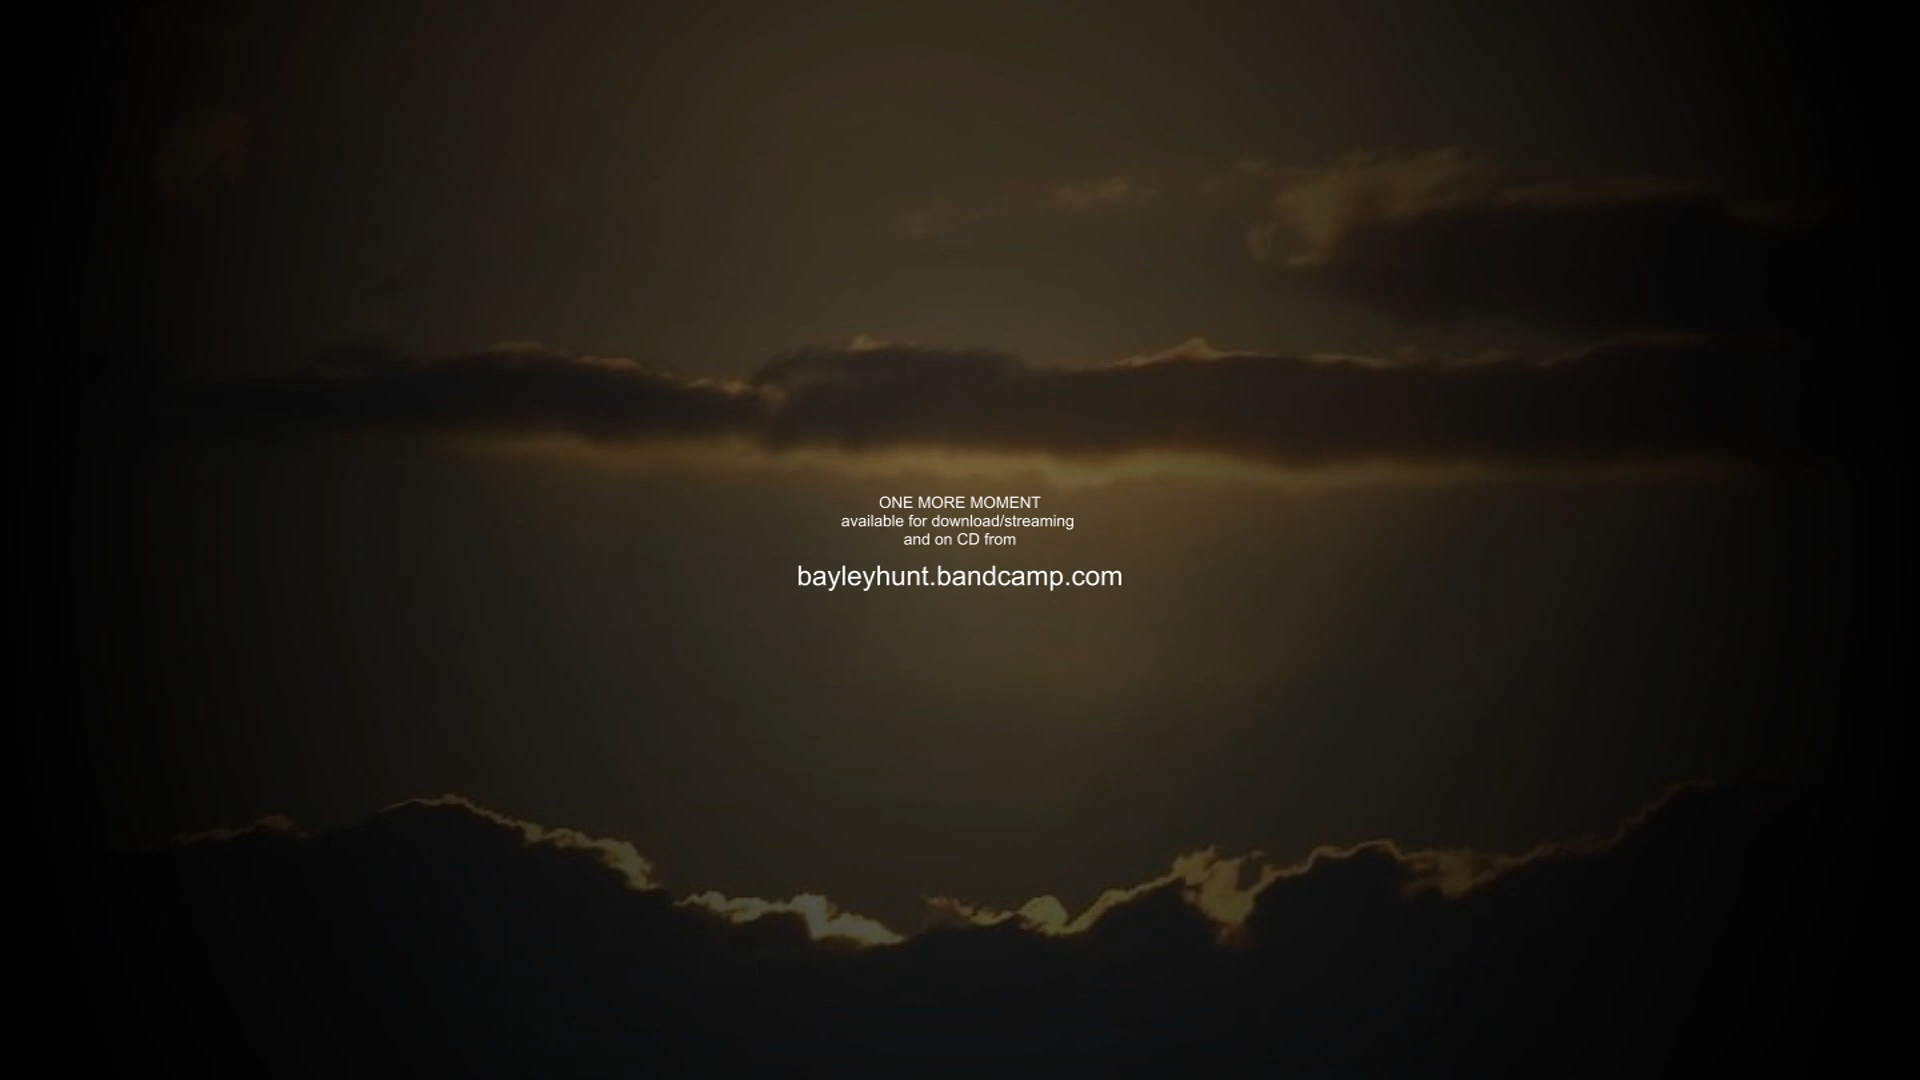 ONE MORE MOMENT
available for download/streaming
and on CD from
bayleyhunt.bandcamp.com